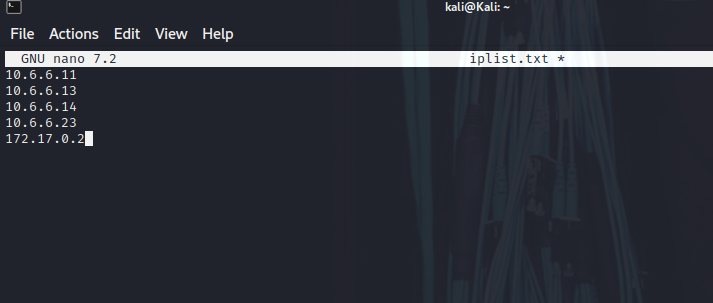 kali@Kali: ~
File Actions Edit View Help
GNU nano 7.2 iplist.txt *
10.6.6.11
10.6.6.13
10.6.6.14
10.6.6.23
172.17.0.2